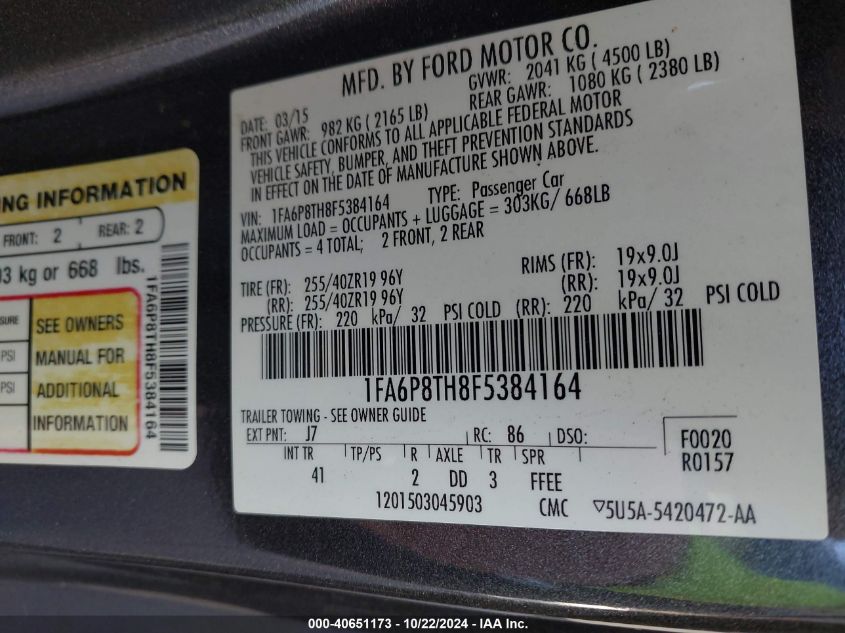 MFD. BY FORD MOTOR CO.
DATE: 03/15
GVWR: 2041 KG ( 4500 LB)
FRONT GAWR: 982 KG ( 2165 LB)
REAR GAWR: 1080 KG ( 2380 LB)
THIS VEHICLE CONFORMS TO ALL APPLICABLE FEDERAL MOTOR
VEHICLE SAFETY, BUMPER, AND THEFT PREVENTION STANDARDS
IN EFFECT ON THE DATE OF MANUFACTURE SHOWN ABOVE.
VIN: 1FA6P8TH8F5384164 TYPE: Passenger Car
MAXIMUM LOAD = OCCUPANTS + LUGGAGE = 303KG/ 668LB
OCCUPANTS = 4 TOTAL; 2 FRONT, 2 REAR
TIRE (FR): 255/40ZR19 96Y RIMS (FR): 19x9.0J
(RR): 255/40ZR19 96Y (RR): 19x9.0J
PRESSURE (FR): 220 kPa/ 32 PSI COLD (RR): 220 kPa/ 32 PSI COLD
1FA6P8TH8F5384164
TRAILER TOWING - SEE OWNER GUIDE
EXT PNT: J7 RC: 86 DSO:
F0020
R0157
INT TR TP/PS R AXLE TR SPR
41 2 DD 3 FFEE
1201503045903 CMC ▽5U5A-5420472-AA
ING INFORMATION
FRONT: 2 REAR: 2
03 kg or 668 lbs.
SURE
PSI
PSI
SEE OWNERS
MANUAL FOR
ADDITIONAL
INFORMATION
1FA6P8TH8F5384164
000-40651173 - 10/22/2024 - IAA Inc.